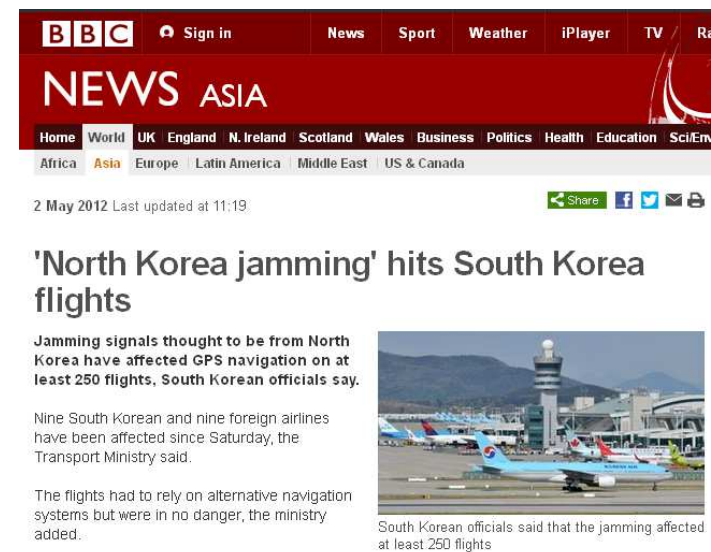 BBC Sign in News Sport Weather iPlayer TV
NEWS ASIA
Home World UK England N. Ireland Scotland Wales Business Politics Health Education Sci/Env
Africa Asia Europe Latin America Middle East US & Canada
2 May 2012 Last updated at 11:19
Share
'North Korea jamming' hits South Korea
flights
Jamming signals thought to be from North
Korea have affected GPS navigation on at
least 250 flights, South Korean officials say.
Nine South Korean and nine foreign airlines
have been affected since Saturday, the
Transport Ministry said.
The flights had to rely on alternative navigation
systems but were in no danger, the ministry
added.
South Korean officials said that the jamming affected
at least 250 flights